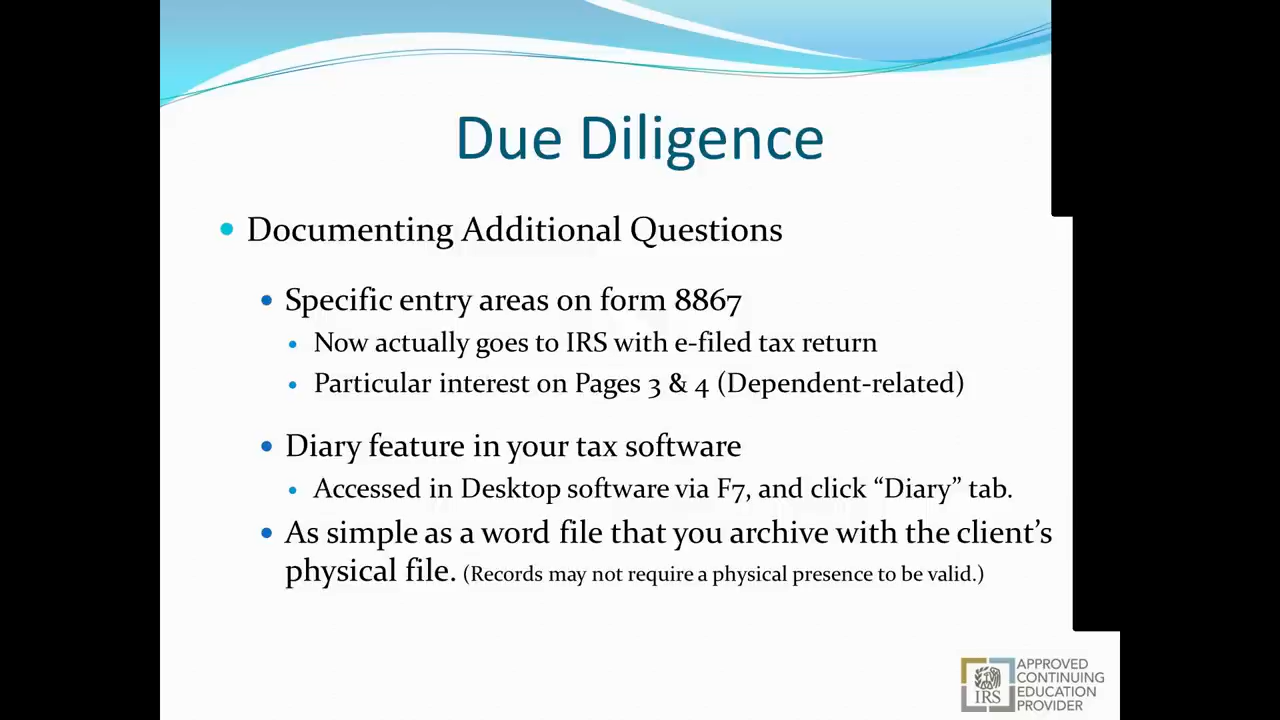 Due Diligence
• Documenting Additional Questions
• Specific entry areas on form 8867
• Now actually goes to IRS with e-filed tax return
• Particular interest on Pages 3 & 4 (Dependent-related)
• Diary feature in your tax software
• Accessed in Desktop software via F7, and click “Diary” tab.
• As simple as a word file that you archive with the client’s
physical file. (Records may not require a physical presence to be valid.)
IRS
APPROVED
CONTINUING
EDUCATION
PROVIDER